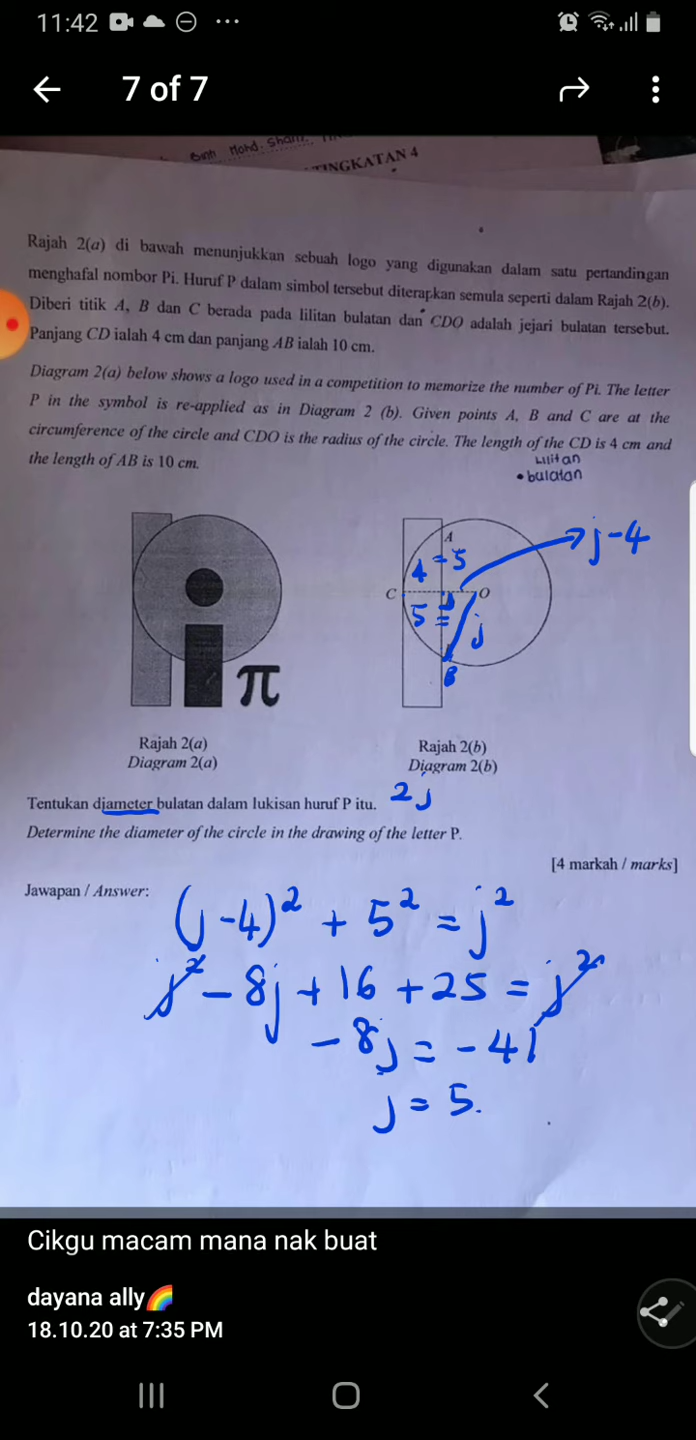 11:42
7 of 7
Binti Mohd. Sham
TINGKATAN 4
Rajah 2(a) di bawah menunjukkan sebuah logo yang digunakan dalam satu pertandingan
menghafal nombor Pi. Huruf P dalam simbol tersebut diterapkan semula seperti dalam Rajah 2(b).
Diberi titik A, B dan C berada pada lilitan bulatan dan CDO adalah jejari bulatan tersebut.
Panjang CD ialah 4 cm dan panjang AB ialah 10 cm.
Diagram 2(a) below shows a logo used in a competition to memorize the number of Pi. The letter
P in the symbol is re-applied as in Diagram 2 (b). Given points A, B and C are at the
circumference of the circle and CDO is the radius of the circle. The length of the CD is 4 cm and
the length of AB is 10 cm.
Lilitan
• bulatan
π
A
4 = 5
j-4
C
O
5 =
j
B
Rajah 2(a)
Diagram 2(a)
Rajah 2(b)
Diagram 2(b)
Tentukan diameter bulatan dalam lukisan huruf P itu. 2j
Determine the diameter of the circle in the drawing of the letter P.
[4 markah / marks]
Jawapan / Answer:
(j-4)² + 5² = j²
j² - 8j + 16 + 25 = j²
- 8j = - 41
j = 5.
Cikgu macam mana nak buat
dayana ally🌈
18.10.20 at 7:35 PM